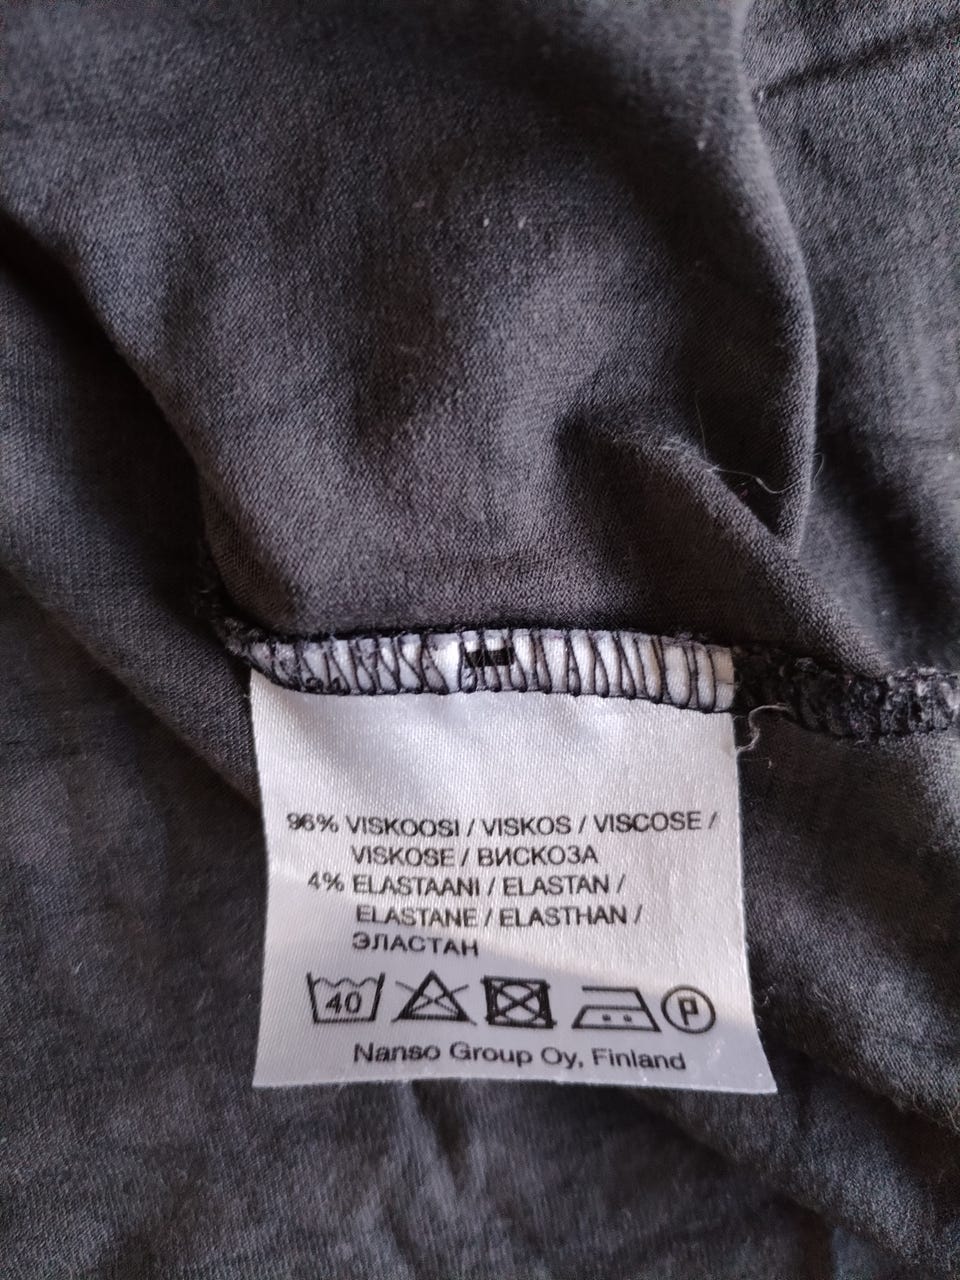 96% VISKOOSI / VISKOS / VISCOSE /
VISKOSE / ВИСКОЗА
4% ELASTAANI / ELASTAN /
ELASTANE / ELASTHAN /
ЭЛАСТАН
40 P
Nanso Group Oy, Finland